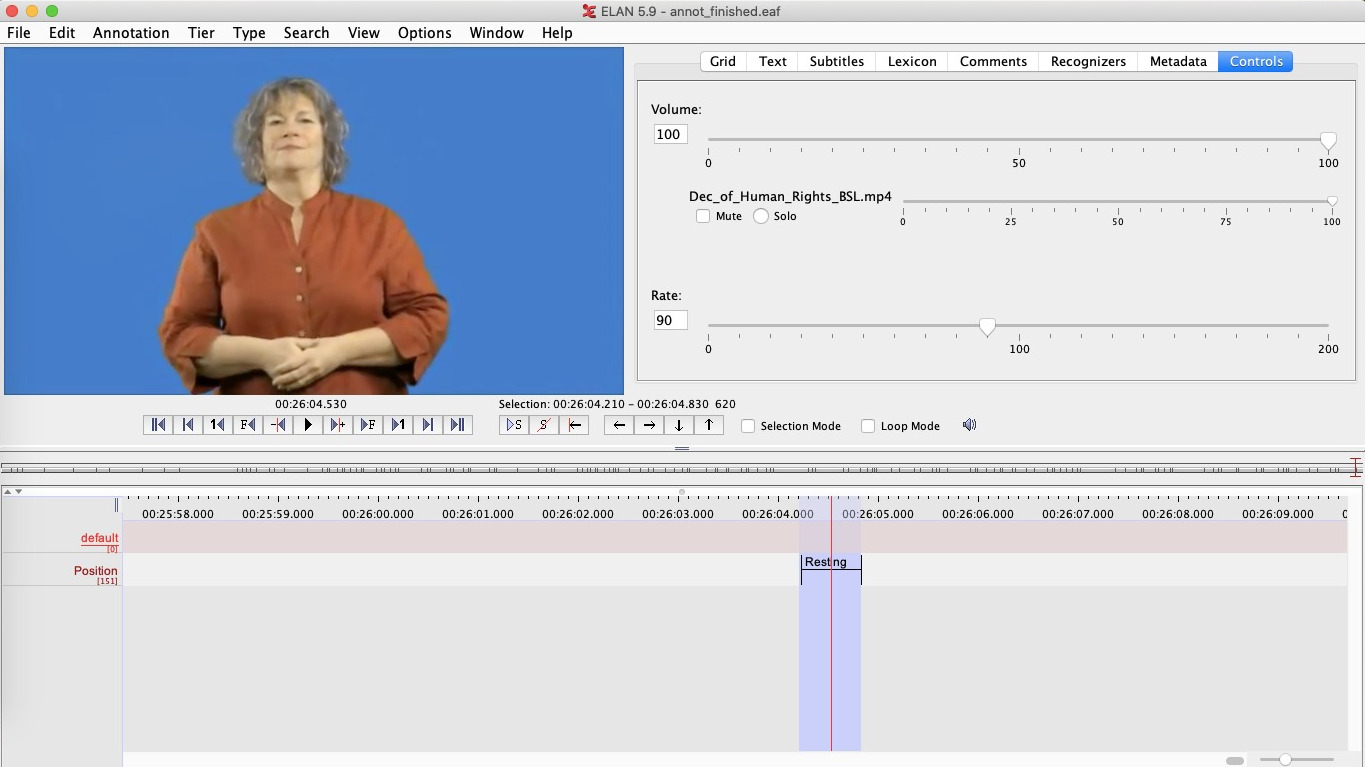 ELAN 5.9 - annot_finished.eaf
File Edit Annotation Tier Type Search View Options Window Help
Grid Text Subtitles Lexicon Comments Recognizers Metadata Controls
Volume:
100
0 50 100
Dec_of_Human_Rights_BSL.mp4
Mute Solo
0 25 50 75 100
Rate:
90
0 100 200
00:26:04.530 Selection: 00:26:04.210 - 00:26:04.830 620
1 F + F 1 S S Selection Mode Loop Mode
00:25:58.000 00:25:59.000 00:26:00.000 00:26:01.000 00:26:02.000 00:26:03.000 00:26:04.000 00:26:05.000 00:26:06.000 00:26:07.000 00:26:08.000 00:26:09.000 0
default
[0]
Position Resting
[151]